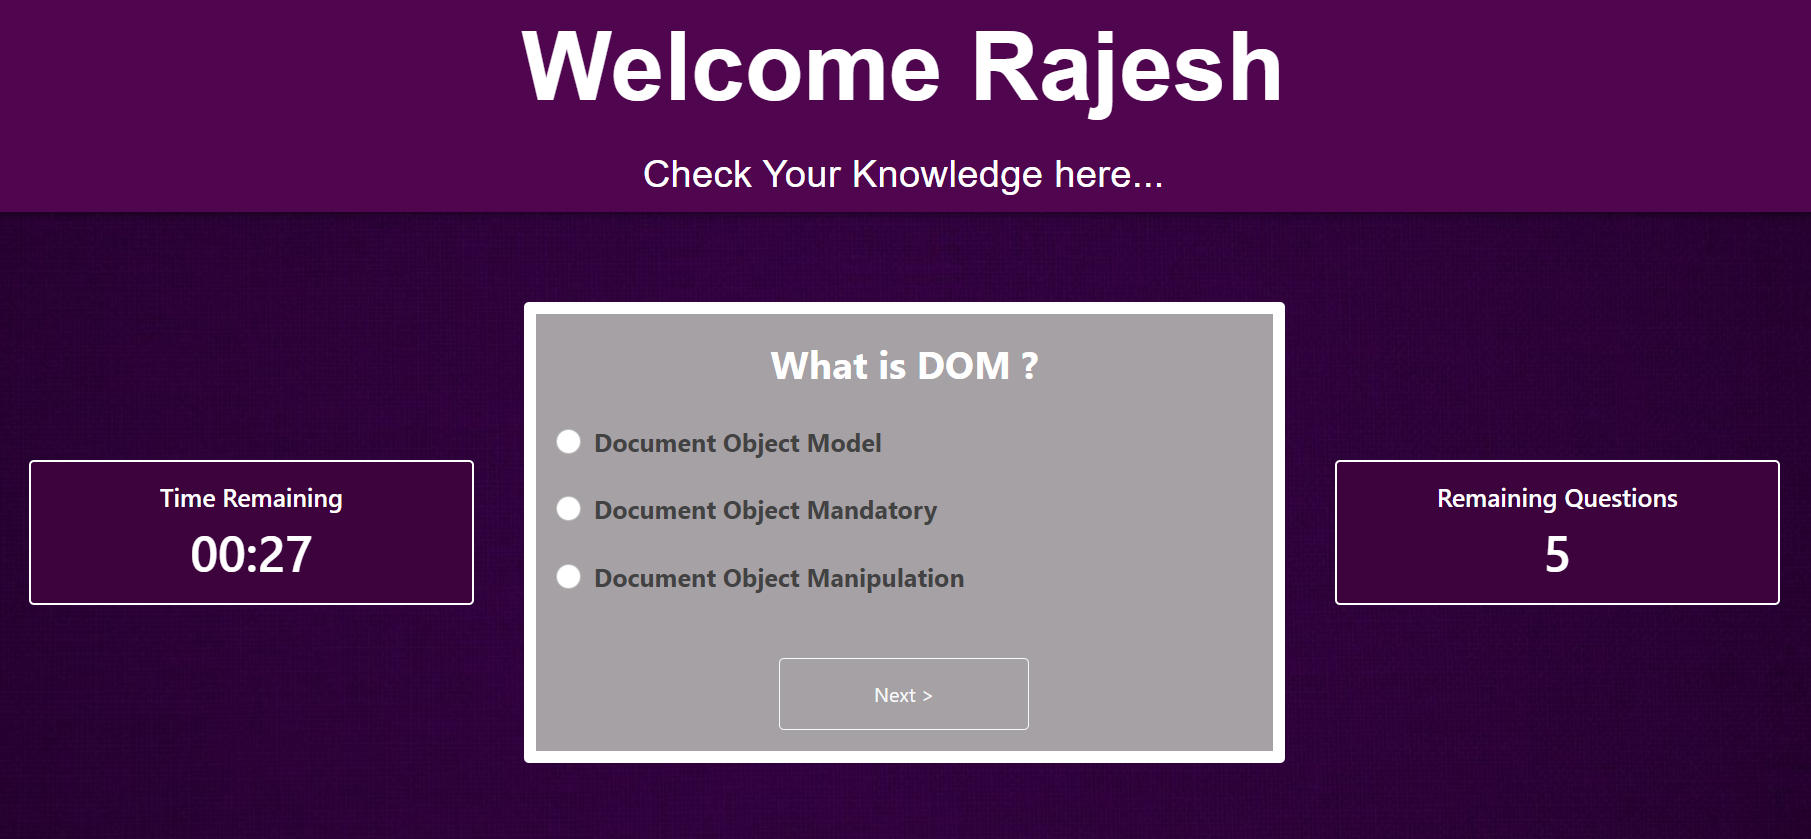 Welcome Rajesh
Check Your Knowledge here...
Time Remaining
00:27
What is DOM ?
Document Object Model
Document Object Mandatory
Document Object Manipulation
Next >
Remaining Questions
5